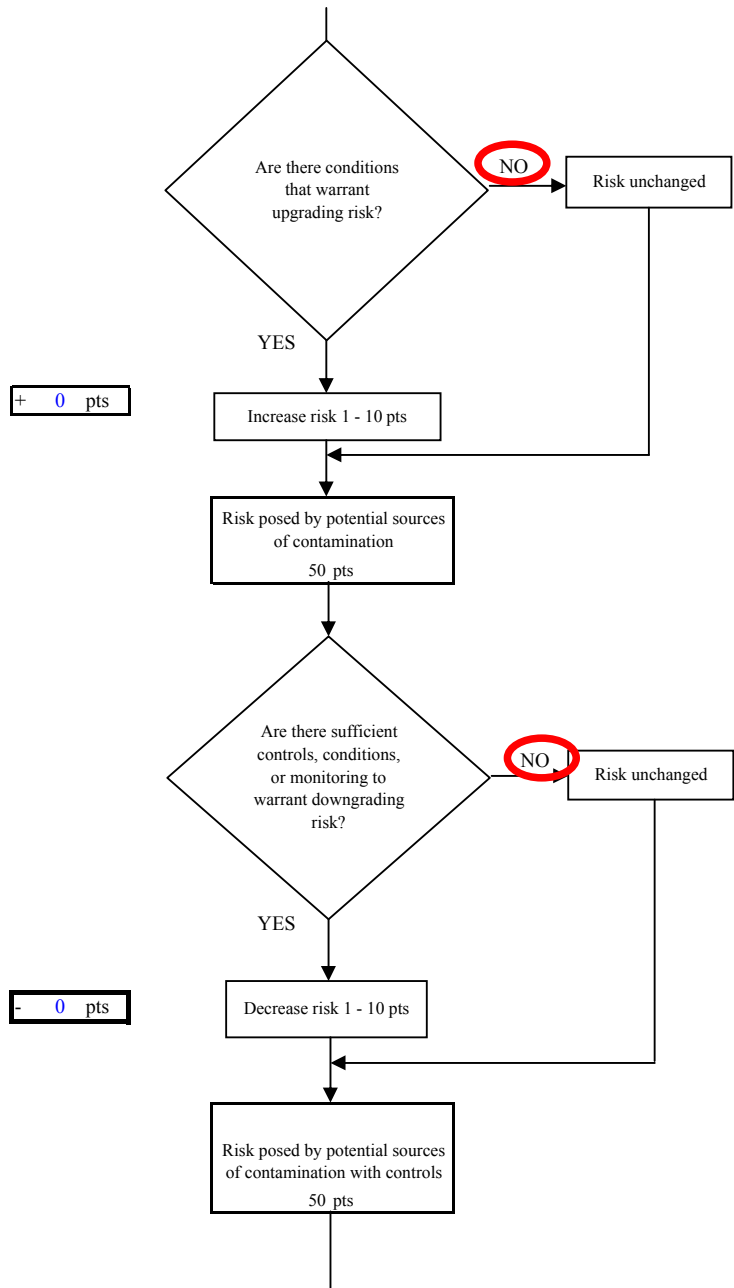 Are there conditions
that warrant
upgrading risk?
NO
Risk unchanged
YES
+ 0 pts
Increase risk 1 - 10 pts
Risk posed by potential sources
of contamination
50 pts
Are there sufficient
controls, conditions,
or monitoring to
warrant downgrading
risk?
NO
Risk unchanged
YES
- 0 pts
Decrease risk 1 - 10 pts
Risk posed by potential sources
of contamination with controls
50 pts